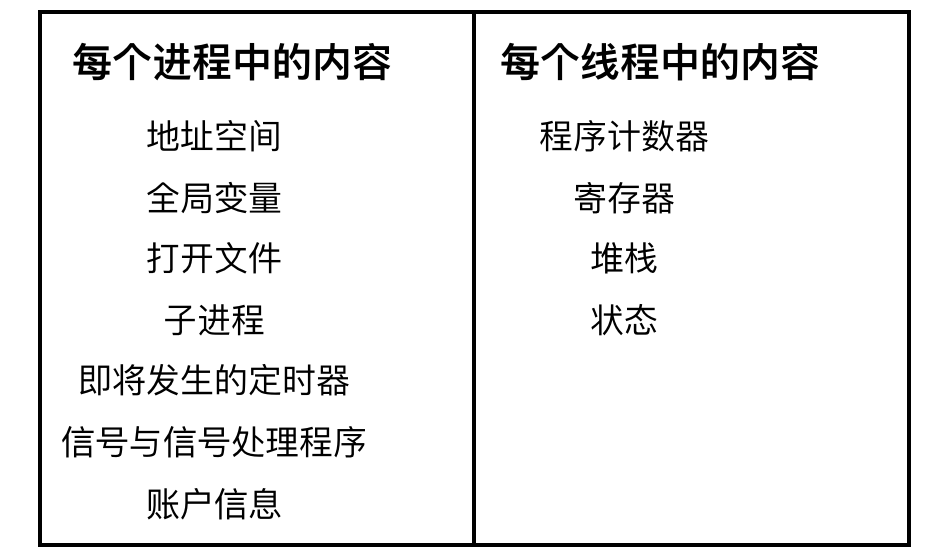 每个进程中的内容
地址空间
全局变量
打开文件
子进程
即将发生的定时器
信号与信号处理程序
账户信息
每个线程中的内容
程序计数器
寄存器
堆栈
状态